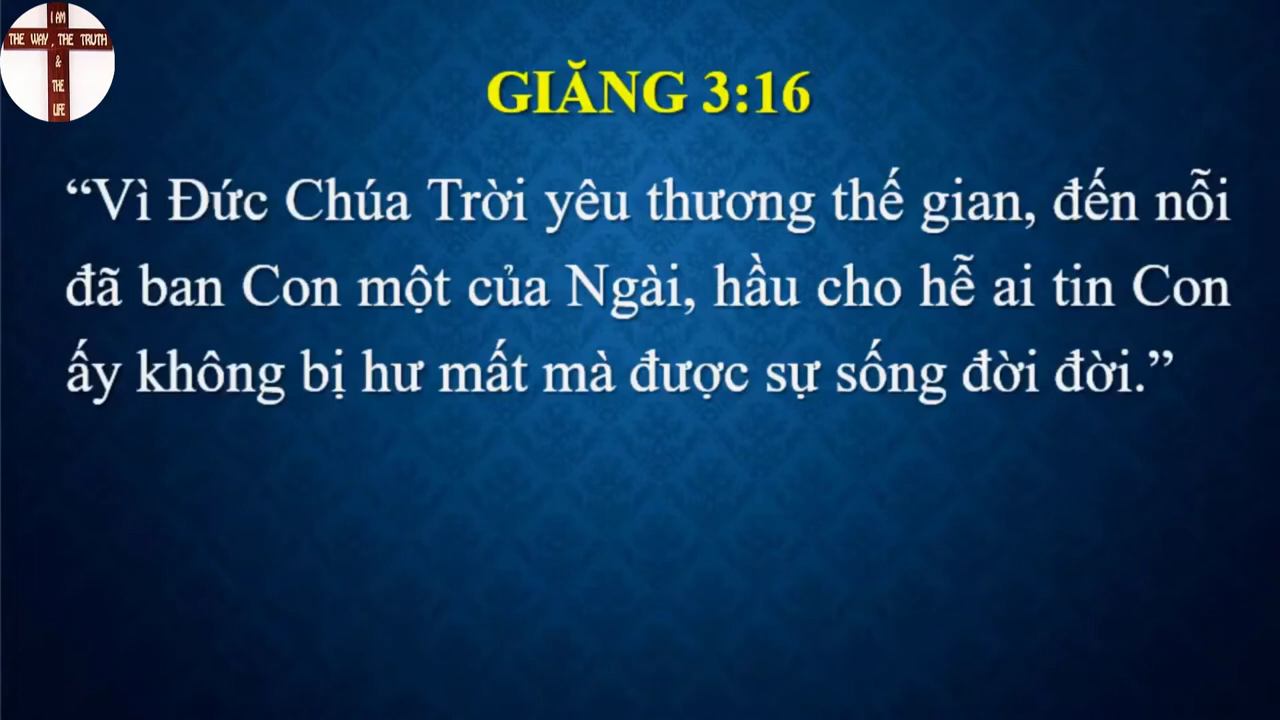 I AM
THE WAY, THE TRUTH
&
THE
LIFE
GIĂNG 3:16
“Vì Đức Chúa Trời yêu thương thế gian, đến nỗi
đã ban Con một của Ngài, hầu cho hễ ai tin Con
ấy không bị hư mất mà được sự sống đời đời.”